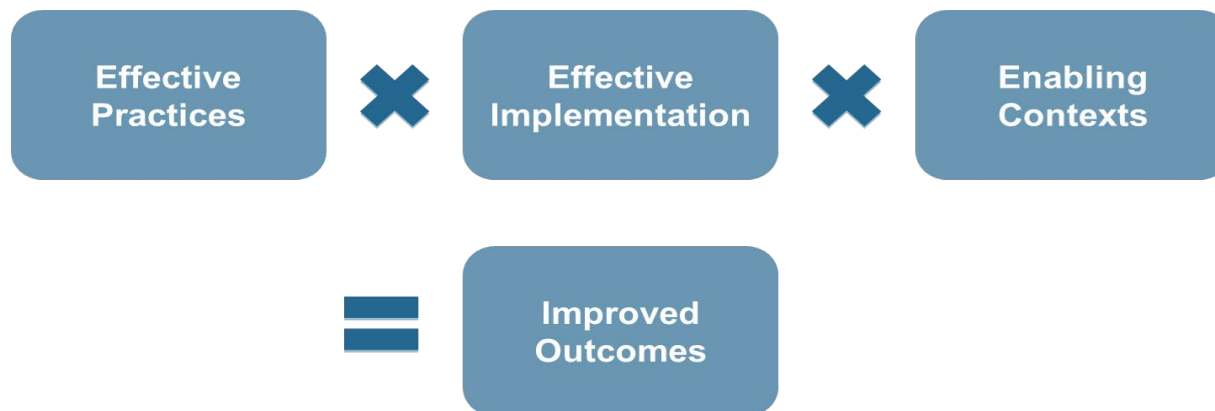 Effective
Practices
Effective
Implementation
Enabling
Contexts
Improved
Outcomes